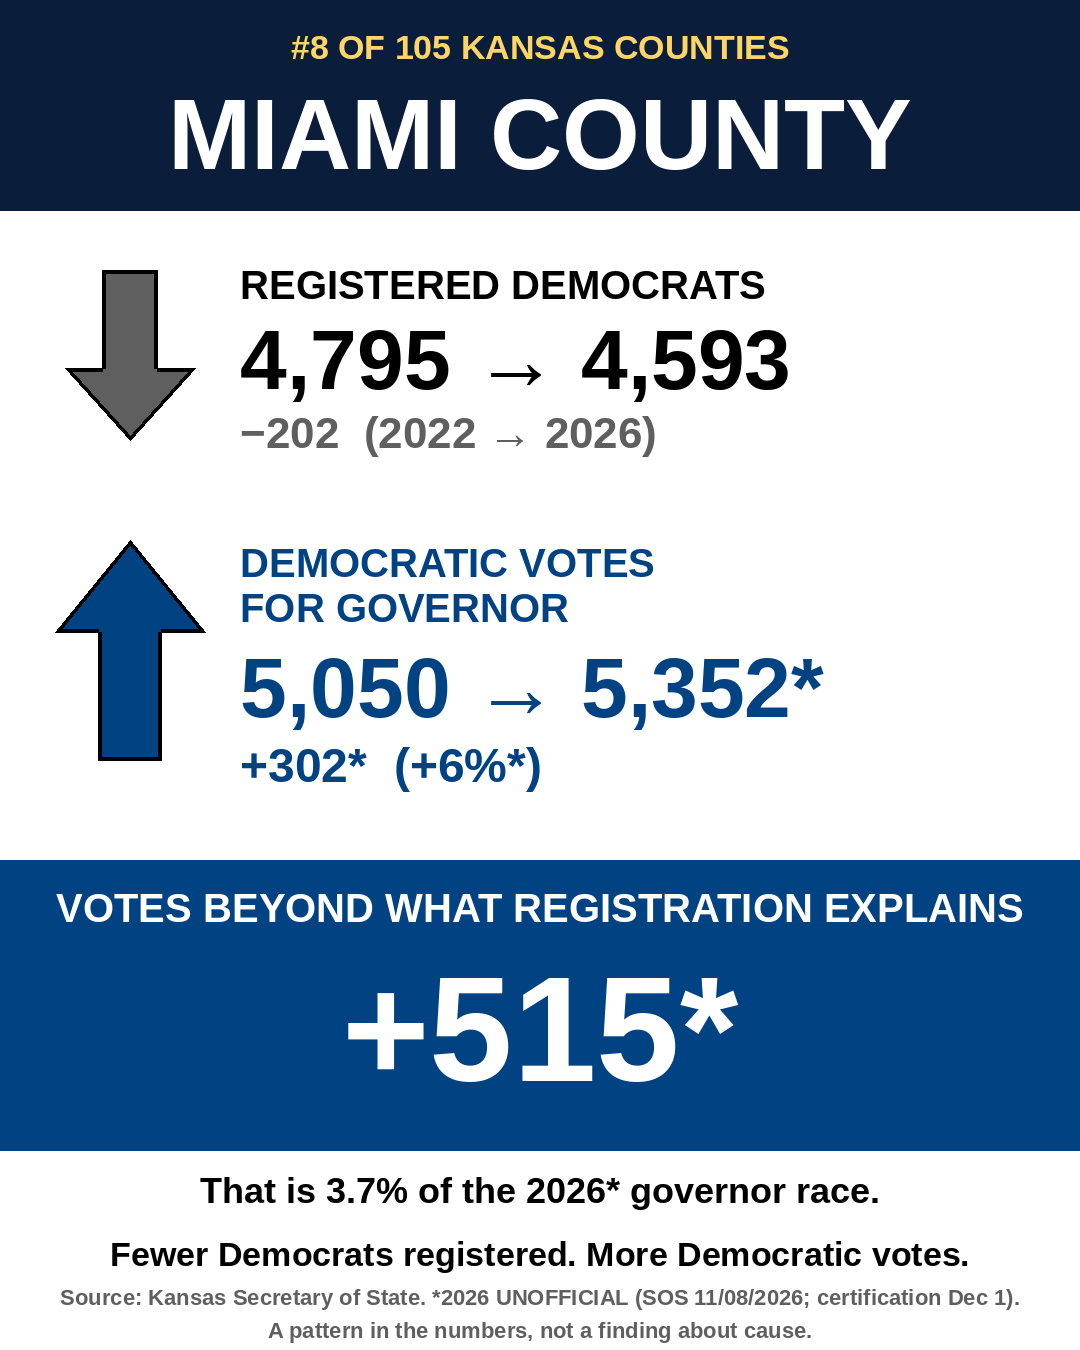 #8 OF 105 KANSAS COUNTIES
MIAMI COUNTY
REGISTERED DEMOCRATS
4,795 → 4,593
−202 (2022 → 2026)
DEMOCRATIC VOTES
FOR GOVERNOR
5,050 → 5,352*
+302* (+6%*)
VOTES BEYOND WHAT REGISTRATION EXPLAINS
+515*
That is 3.7% of the 2026* governor race.
Fewer Democrats registered. More Democratic votes.
Source: Kansas Secretary of State. *2026 UNOFFICIAL (SOS 11/08/2026; certification Dec 1).
A pattern in the numbers, not a finding about cause.